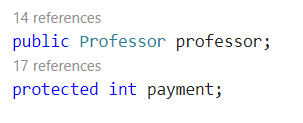 14 references
public Professor professor;
17 references
protected int payment;